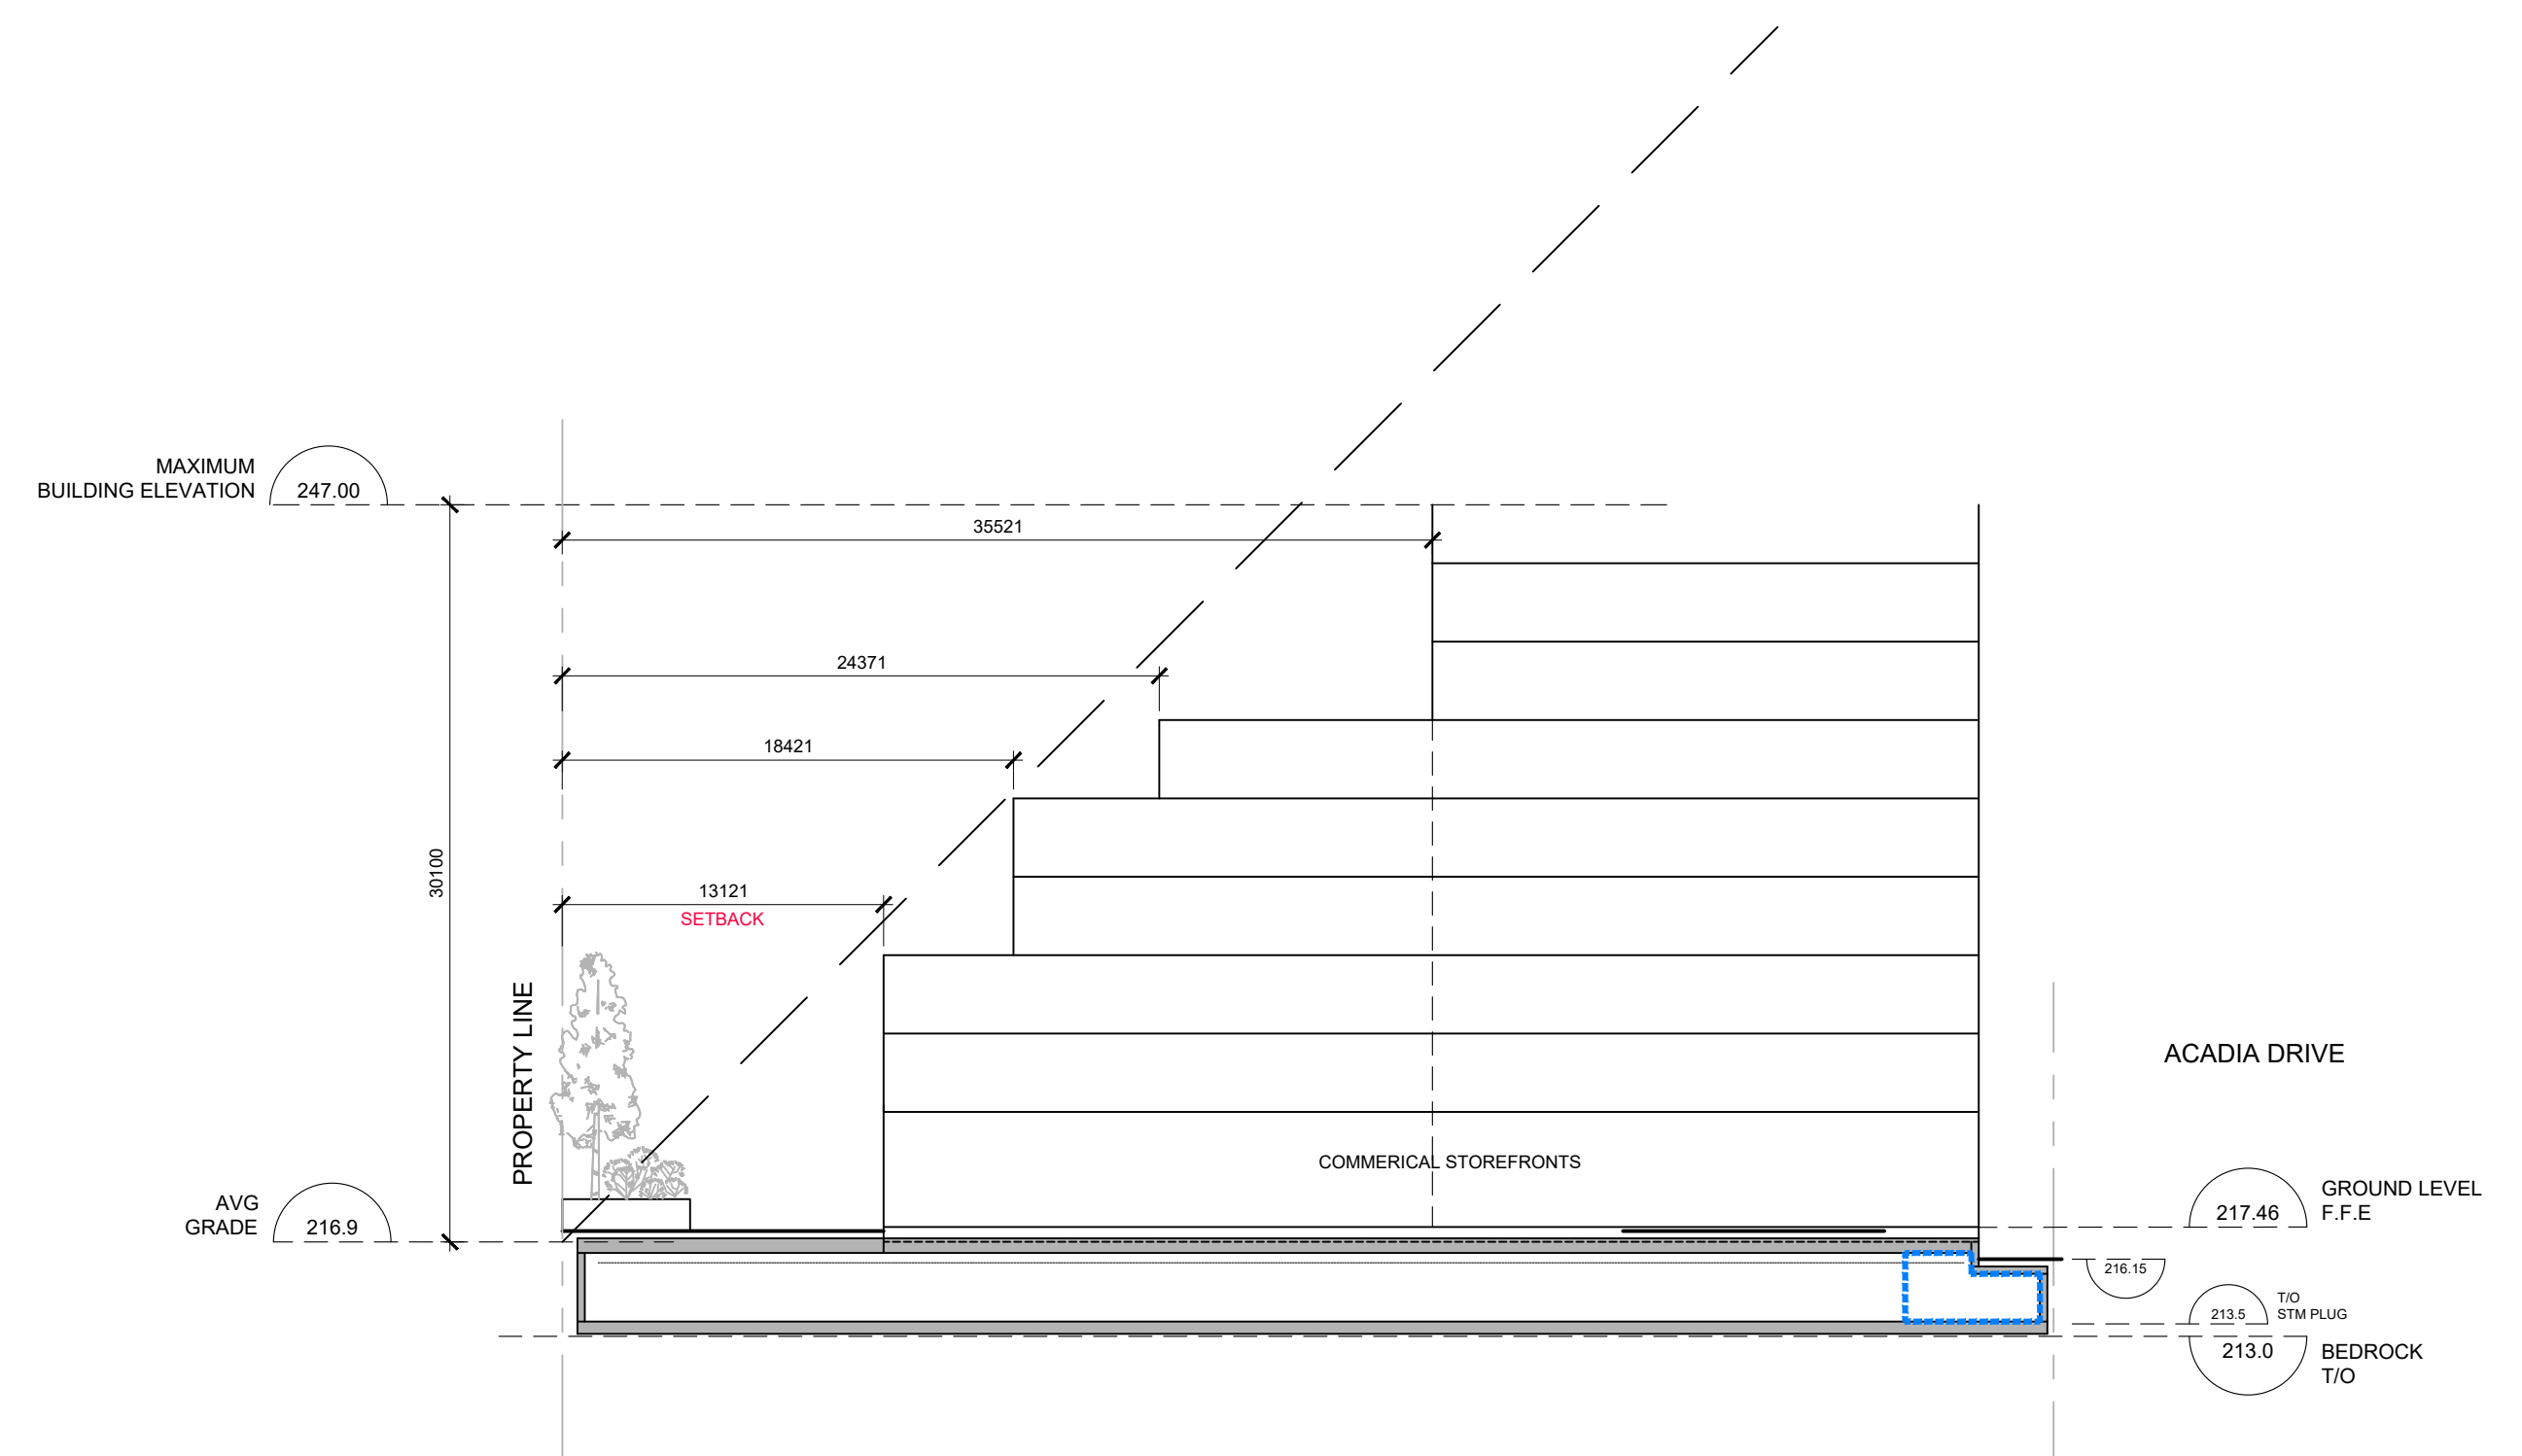 MAXIMUM
BUILDING ELEVATION
247.00
35521
24371
18421
30100
13121
SETBACK
PROPERTY LINE
ACADIA DRIVE
COMMERICAL STOREFRONTS
AVG
GRADE
216.9
GROUND LEVEL
F.F.E
217.46
216.15
T/O
STM PLUG
213.5
213.0
BEDROCK
T/O